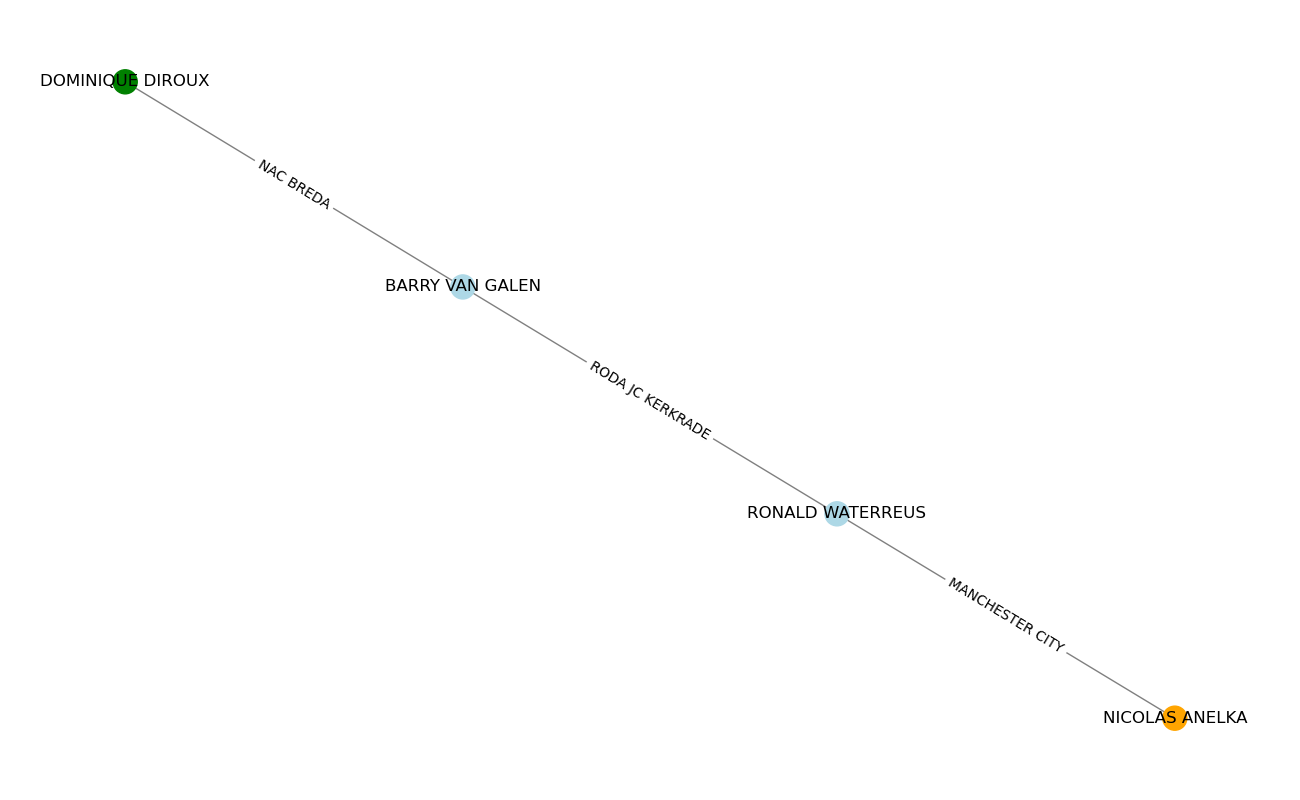 DOMINIQUE DIROUX
NAC BREDA
BARRY VAN GALEN
RODA JC KERKRADE
RONALD WATERREUS
MANCHESTER CITY
NICOLAS ANELKA